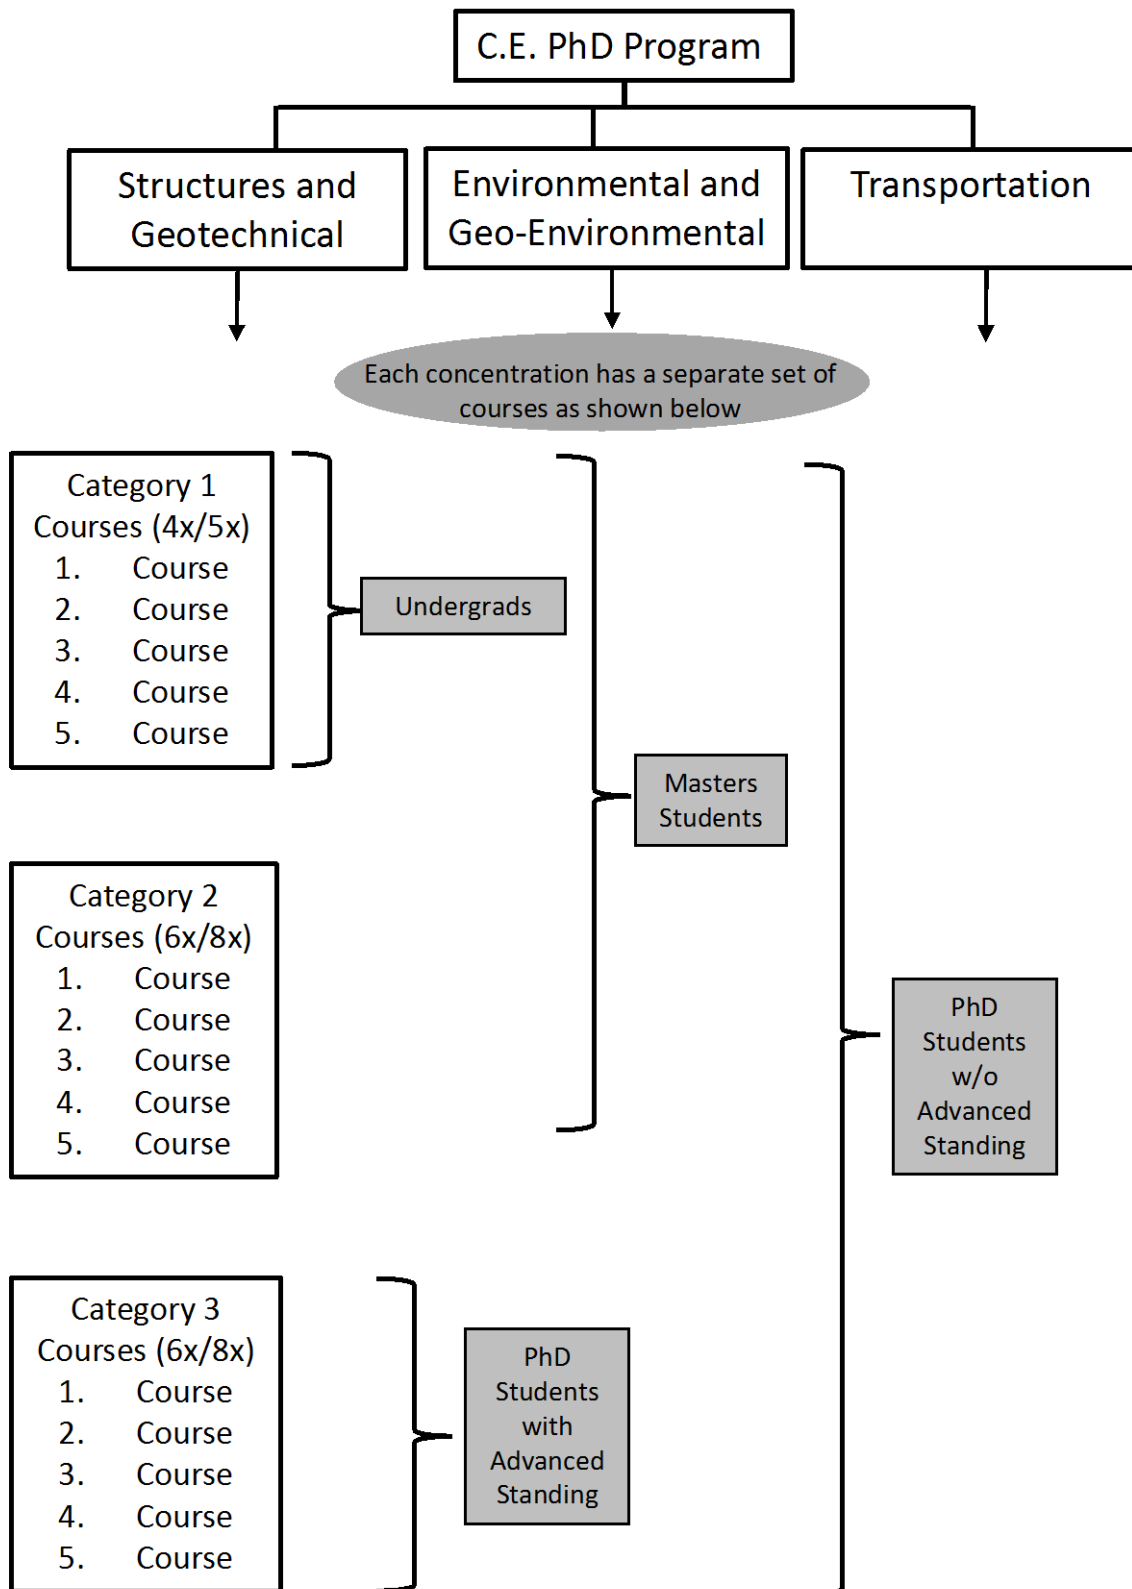 C.E. PhD Program
Structures and
Geotechnical
Environmental and
Geo-Environmental
Transportation
Each concentration has a separate set of
courses as shown below
Category 1
Courses (4x/5x)
1. Course
2. Course
3. Course
4. Course
5. Course
Undergrads
Masters
Students
Category 2
Courses (6x/8x)
1. Course
2. Course
3. Course
4. Course
5. Course
PhD
Students
w/o
Advanced
Standing
Category 3
Courses (6x/8x)
1. Course
2. Course
3. Course
4. Course
5. Course
PhD
Students
with
Advanced
Standing